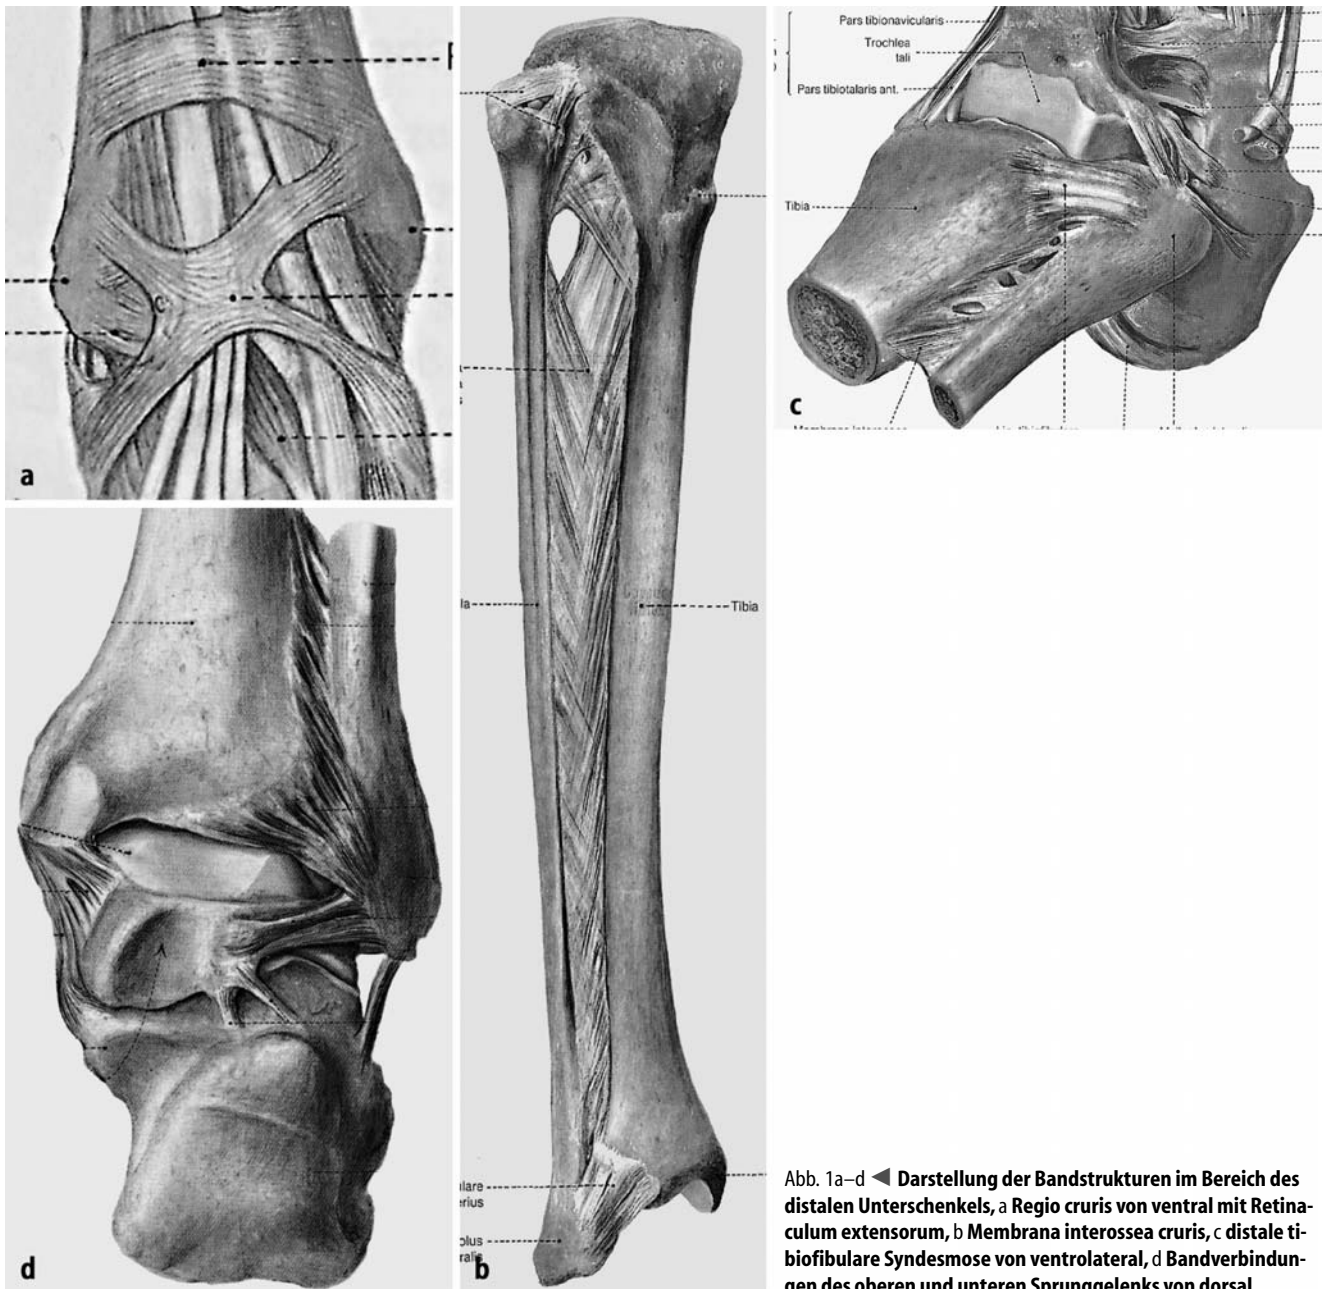 a
b
Tibia
Pars tibionavicularis
Trochlea
tali
Pars tibiotalaris ant.
Tibia
c
d
Abb. 1a–d ◀ Darstellung der Bandstrukturen im Bereich des
distalen Unterschenkels, a Regio cruris von ventral mit Retina-
culum extensorum, b Membrana interossea cruris, c distale ti-
biofibulare Syndesmose von ventrolateral, d Bandverbindun-
gen des oberen und unteren Sprunggelenks von dorsal